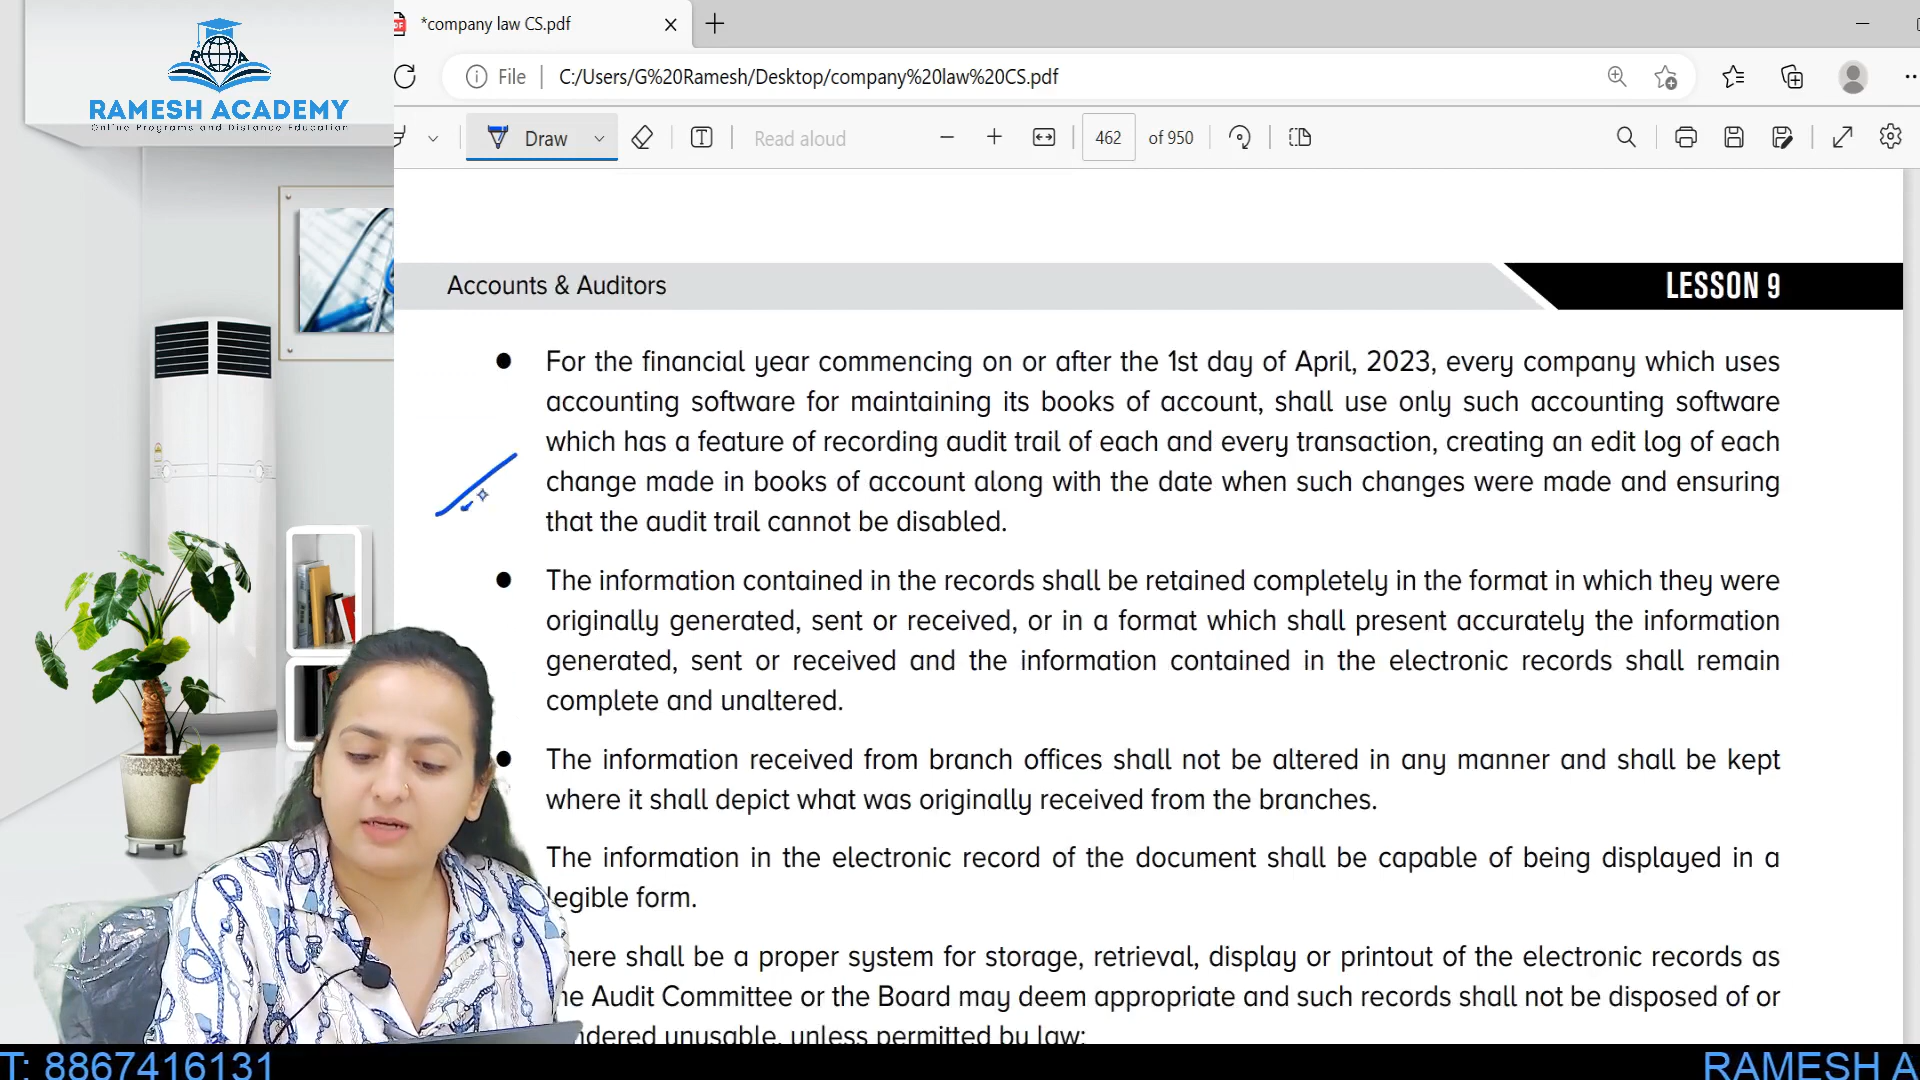 *company law CS.pdf
File
C:/Users/G%20Ramesh/Desktop/company%20law%20CS.pdf
Draw
Read aloud
462
of 950
RA
RAMESH ACADEMY
Online Programs and Distance Education
Accounts & Auditors
LESSON 9
● For the financial year commencing on or after the 1st day of April, 2023, every company which uses
accounting software for maintaining its books of account, shall use only such accounting software
which has a feature of recording audit trail of each and every transaction, creating an edit log of each
change made in books of account along with the date when such changes were made and ensuring
that the audit trail cannot be disabled.
● The information contained in the records shall be retained completely in the format in which they were
originally generated, sent or received, or in a format which shall present accurately the information
generated, sent or received and the information contained in the electronic records shall remain
complete and unaltered.
● The information received from branch offices shall not be altered in any manner and shall be kept
where it shall depict what was originally received from the branches.
The information in the electronic record of the document shall be capable of being displayed in a
legible form.
here shall be a proper system for storage, retrieval, display or printout of the electronic records as
e Audit Committee or the Board may deem appropriate and such records shall not be disposed of or
ndered unusable, unless permitted by law:
T: 8867416131
RAMESH A